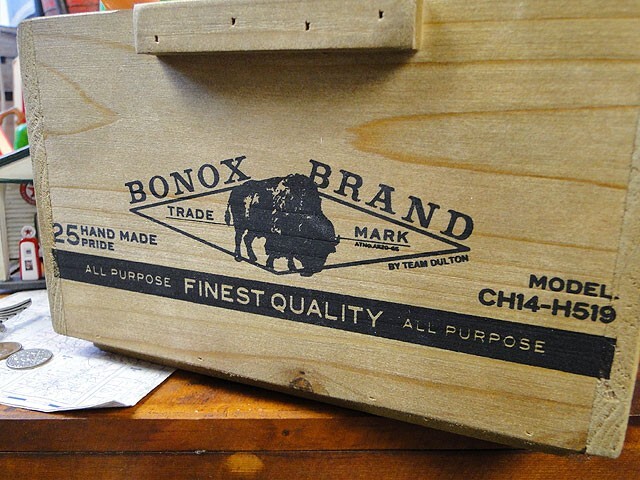 BONOX BRAND
TRADE MARK
BY TEAM DULTON
25 HAND MADE
PRIDE
MODEL.
CH14-H519
ALL PURPOSE FINEST QUALITY ALL PURPOSE